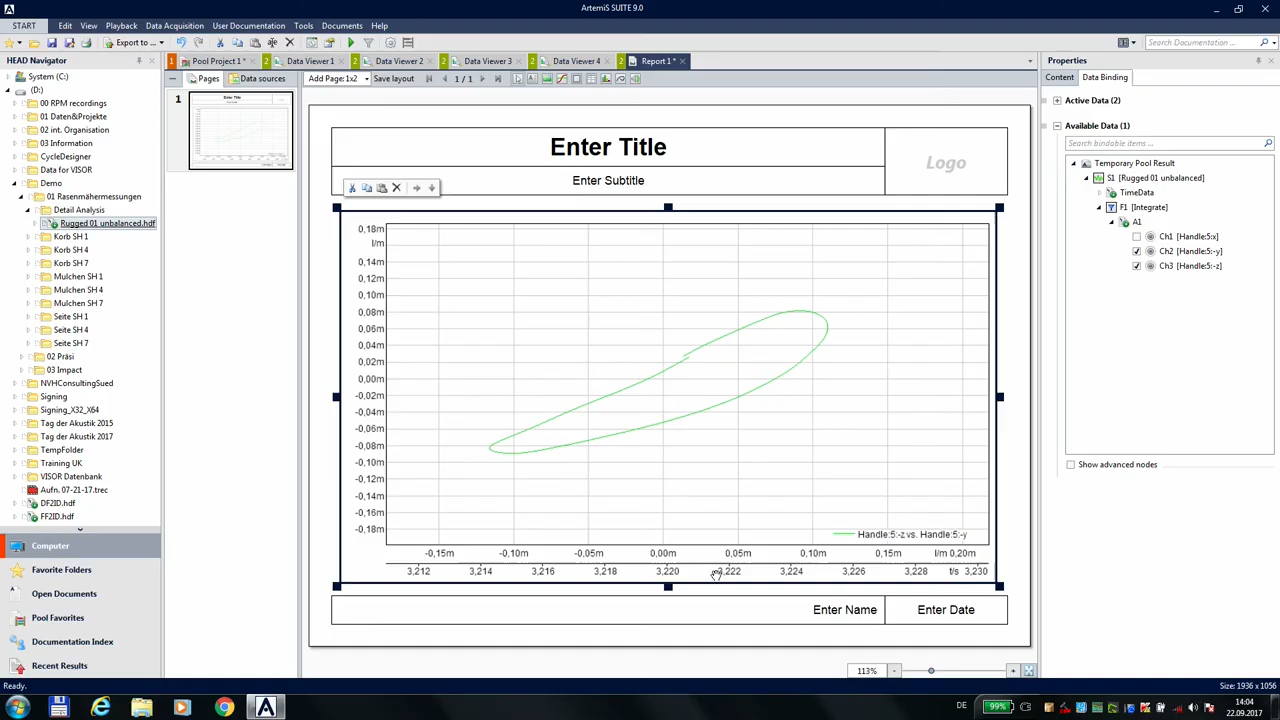 ArtemiS SUITE 9.0
START Edit View Playback Data Acquisition User Documentation Tools Documents Help
Export to ...
Search Documentation ...
HEAD Navigator
1 Pool Project 1 * 2 Data Viewer 1 2 Data Viewer 2 2 Data Viewer 3 2 Data Viewer 4 2 Report 1 *
Properties
System (C:)
(D:)
00 RPM recordings
01 Daten&Projekte
02 int. Organisation
03 Information
CycleDesigner
Data for VISOR
Demo
01 Rasenmähermessungen
Detail Analysis
Rugged 01 unbalanced.hdf
Korb SH 1
Korb SH 4
Korb SH 7
Mulchen SH 1
Mulchen SH 4
Mulchen SH 7
Seite SH 1
Seite SH 4
Seite SH 7
02 Präsi
03 Impact
NVHConsultingSued
Signing
Signing_X32_X64
Tag der Akustik 2015
Tag der Akustik 2017
TempFolder
Training UK
VISOR Datenbank
Aufn. 07-21-17.trec
DF2ID.hdf
FF2ID.hdf
Computer
Favorite Folders
Open Documents
Pool Favorites
Documentation Index
Recent Results
Pages Data sources
1
Add Page: 1x2 Save layout 1 / 1
Enter Title
Enter Subtitle
Logo
0,18m
l/m
0,14m
0,12m
0,10m
0,08m
0,06m
0,04m
0,02m
0,00m
-0,02m
-0,04m
-0,06m
-0,08m
-0,10m
-0,12m
-0,14m
-0,16m
-0,18m
Handle:5:-z vs. Handle:5:-y
-0,15m -0,10m -0,05m 0,00m 0,05m 0,10m 0,15m l/m 0,20m
3,212 3,214 3,216 3,218 3,220 3,222 3,224 3,226 3,228 t/s 3,230
Enter Name Enter Date
113%
Content Data Binding
Active Data (2)
Available Data (1)
Search bindable items ...
Temporary Pool Result
S1 [Rugged 01 unbalanced]
TimeData
F1 [Integrate]
A1
Ch1 [Handle:5:x]
Ch2 [Handle:5:-y]
Ch3 [Handle:5:-z]
Show advanced nodes
Ready.
Size: 1936 x 1056
DE 99%
14:04
22.09.2017